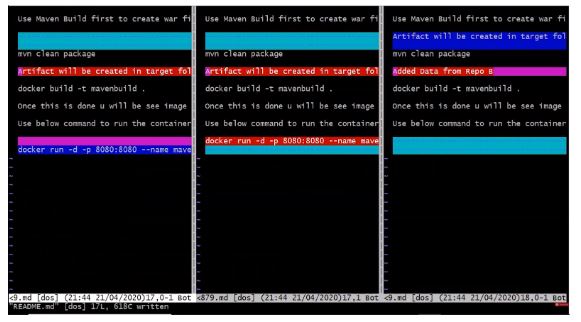 Use Maven Build first to create war fi
mvn clean package
Artifact will be created in target fol
docker build -t mavenbuild .
Once this is done u will be see image
Use below command to run the container
docker run -d -p 8080:8080 --name mave
<9.md [dos] (21:44 21/04/2020)17,0-1 Bot
Use Maven Build first to create war fi
mvn clean package
Artifact will be created in target fol
docker build -t mavenbuild .
Once this is done u will be see image
Use below command to run the container
docker run -d -p 8080:8080 --name mave
<879.md [dos] (21:44 21/04/2020)17,1 Bot
Use Maven Build first to create war fi
Artifact will be created in target fol
mvn clean package
Added Data from Repo B
docker build -t mavenbuild .
Once this is done u will be see image
Use below command to run the container
<9.md [dos] (21:44 21/04/2020)18,0-1 Bot
"README.md" [dos] 17L, 618C written